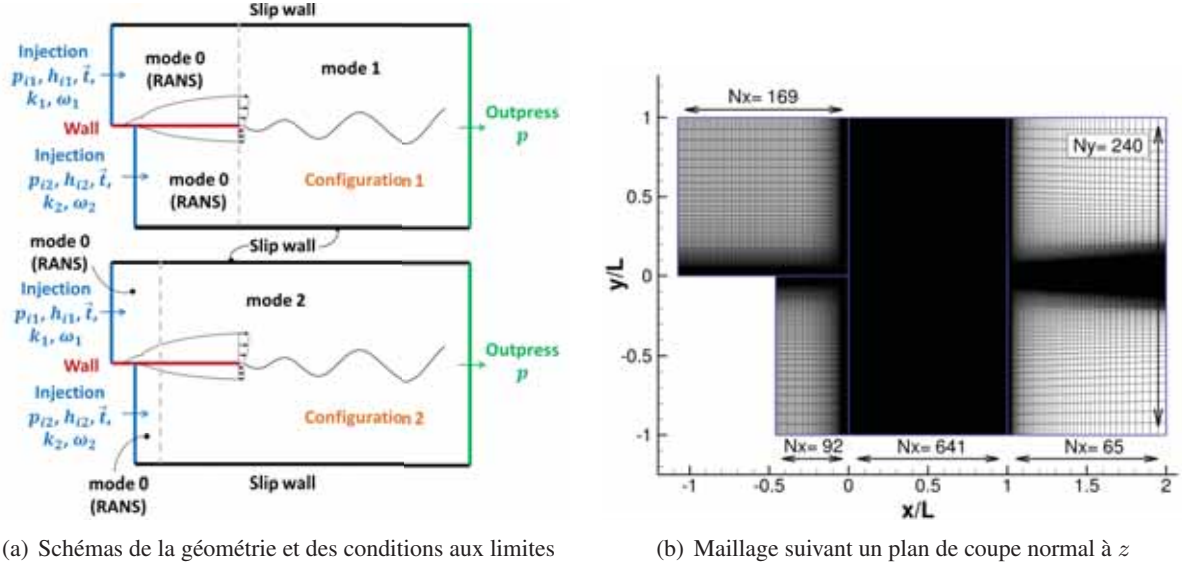 Slip wall
Injection
p_{i1}, h_{i1}, \vec{t},
k_1, ω_1
mode 0
(RANS)
mode 1
Wall
Outpress
p
Injection
p_{i2}, h_{i2}, \vec{t},
k_2, ω_2
mode 0
(RANS)
Configuration 1
Slip wall
mode 0
(RANS)
Injection
p_{i1}, h_{i1}, \vec{t},
k_1, ω_1
mode 2
Wall
Outpress
p
Injection
p_{i2}, h_{i2}, \vec{t},
k_2, ω_2
Configuration 2
mode 0
(RANS)
Slip wall
(a) Schémas de la géométrie et des conditions aux limites
Nx= 169
Ny= 240
1
0.5
0
-0.5
-1
y/L
Nx= 92
Nx= 641
Nx= 65
-1
-0.5
0
0.5
1
1.5
2
x/L
(b) Maillage suivant un plan de coupe normal à z